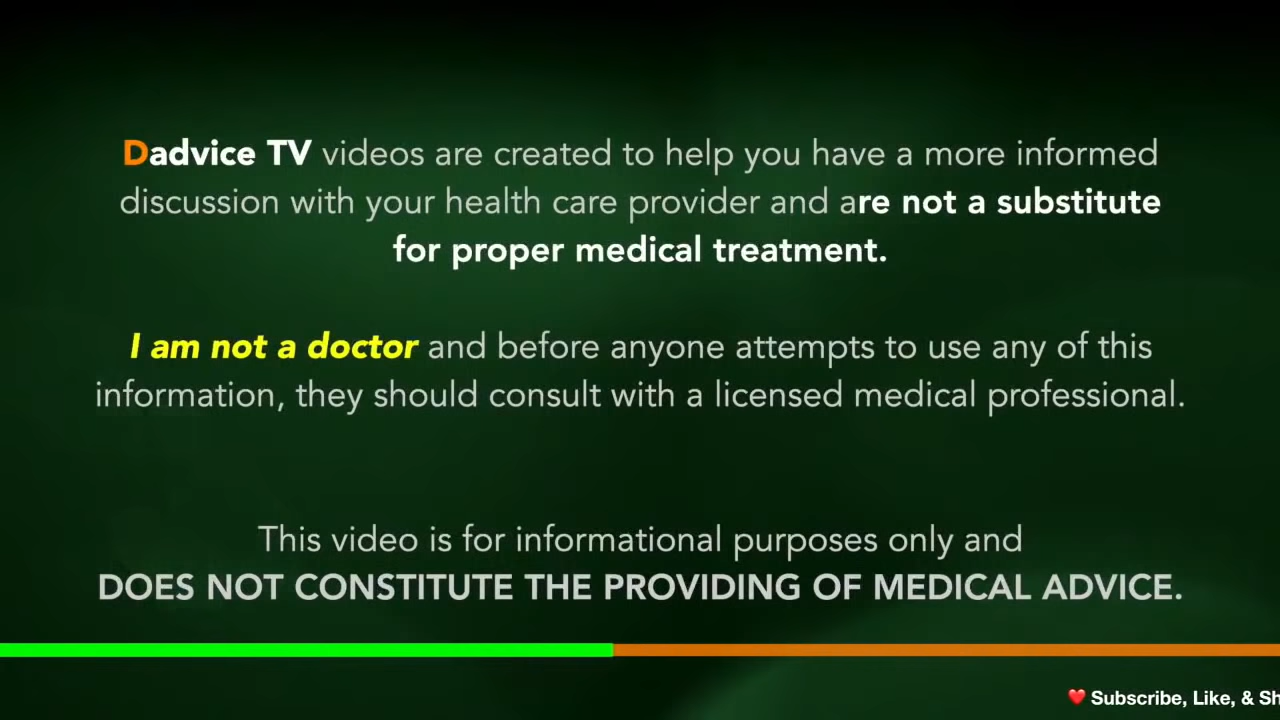 Dadvice TV videos are created to help you have a more informed
discussion with your health care provider and are not a substitute
for proper medical treatment.
I am not a doctor and before anyone attempts to use any of this
information, they should consult with a licensed medical professional.
This video is for informational purposes only and
DOES NOT CONSTITUTE THE PROVIDING OF MEDICAL ADVICE.
❤️ Subscribe, Like, & Sh